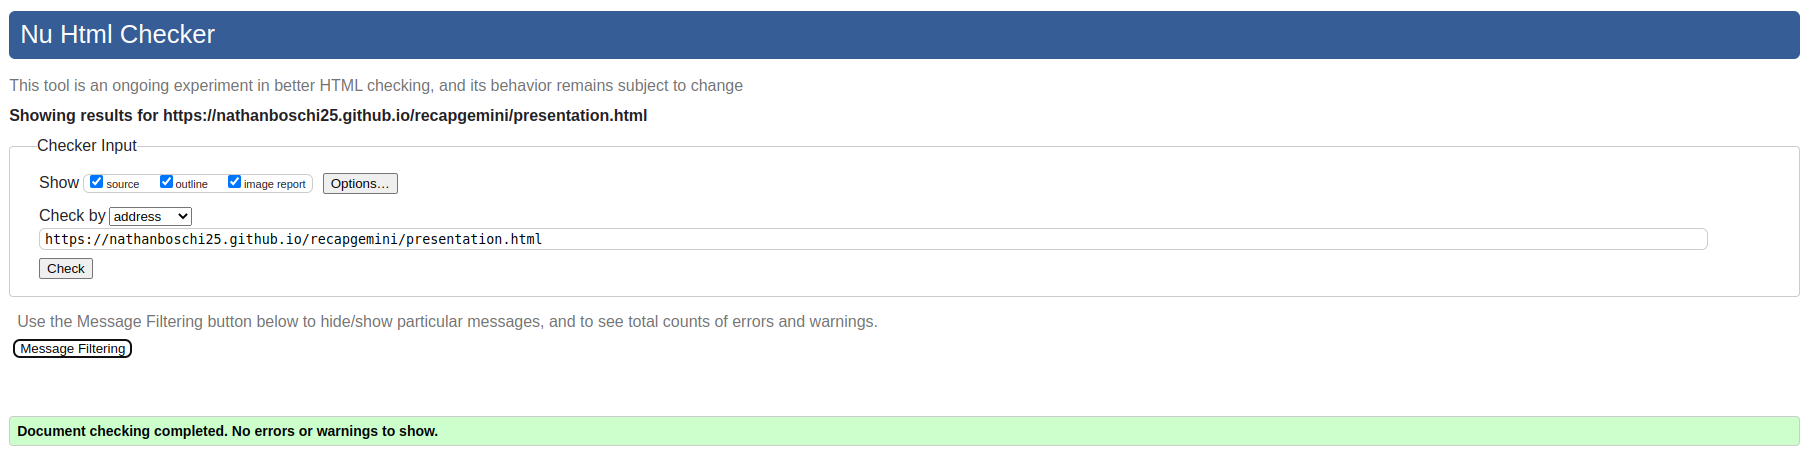 Nu Html Checker
This tool is an ongoing experiment in better HTML checking, and its behavior remains subject to change
Showing results for https://nathanboschi25.github.io/recapgemini/presentation.html
Checker Input
Show source outline image report Options…
Check by address
https://nathanboschi25.github.io/recapgemini/presentation.html
Check
Use the Message Filtering button below to hide/show particular messages, and to see total counts of errors and warnings.
Message Filtering
Document checking completed. No errors or warnings to show.